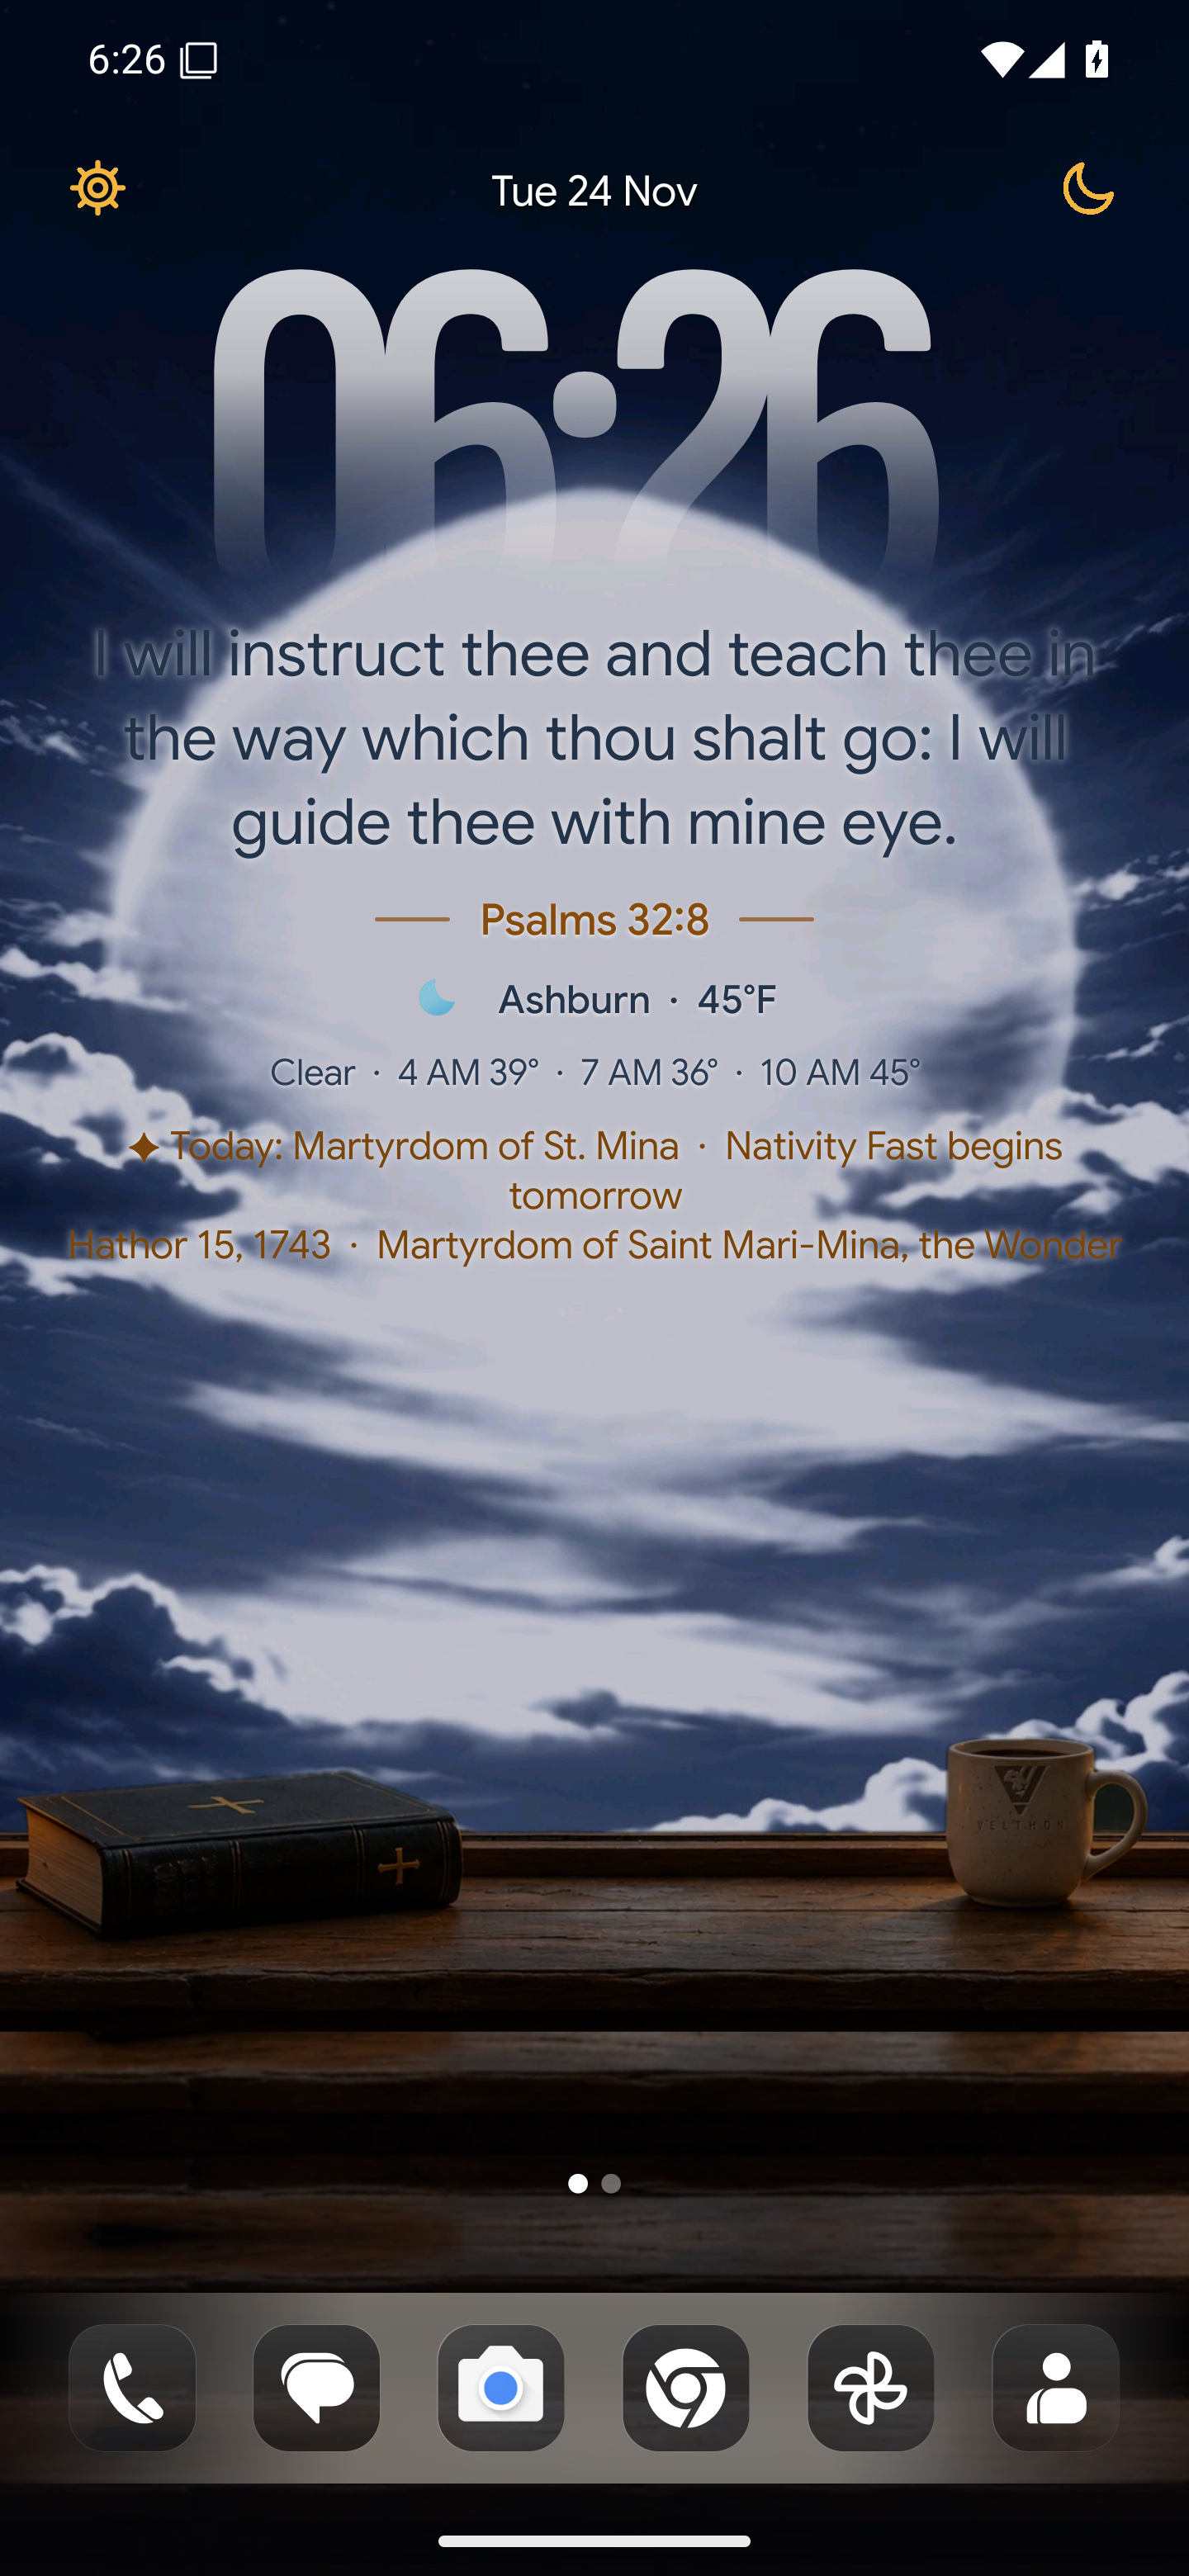 6:26
Tue 24 Nov
06:26
I will instruct thee and teach thee in
the way which thou shalt go: I will
guide thee with mine eye.
Psalms 32:8
Ashburn · 45°F
Clear · 4 AM 39° · 7 AM 36° · 10 AM 45°
✦ Today: Martyrdom of St. Mina · Nativity Fast begins
tomorrow
Hathor 15, 1743 · Martyrdom of Saint Mari-Mina, the Wonder
VELTHON